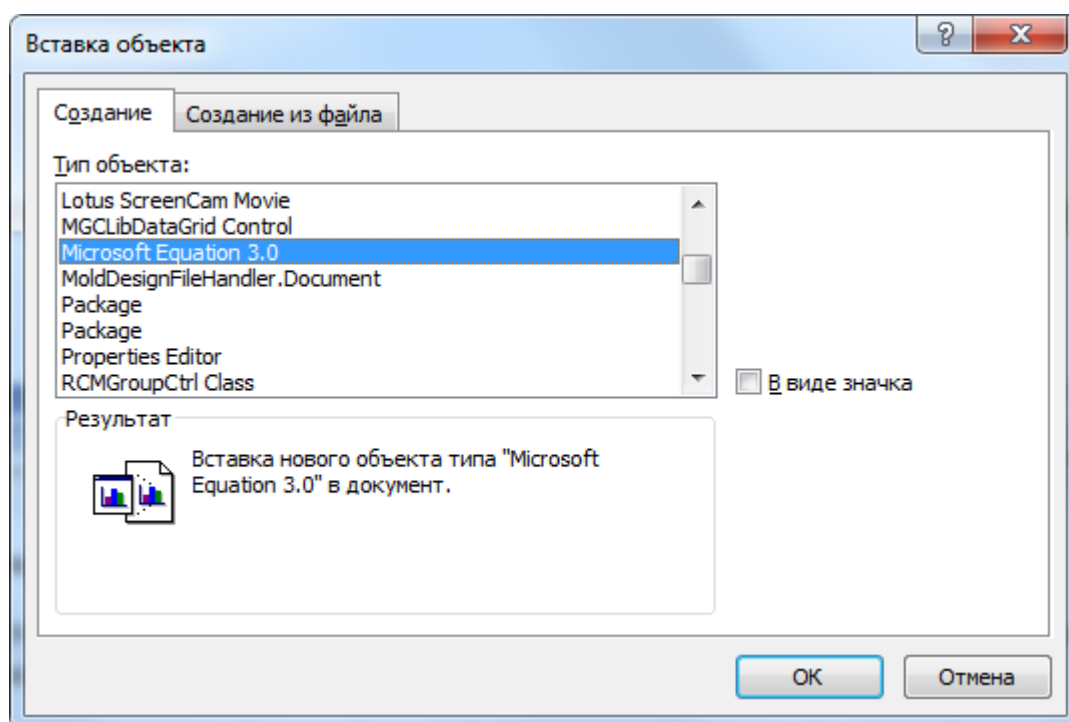 Вставка объекта
Создание
Создание из файла
Тип объекта:
Lotus ScreenCam Movie
MGCLibDataGrid Control
Microsoft Equation 3.0
MoldDesignFileHandler.Document
Package
Package
Properties Editor
RCMGroupCtrl Class
В виде значка
Результат
Вставка нового объекта типа "Microsoft
Equation 3.0" в документ.
ОК
Отмена